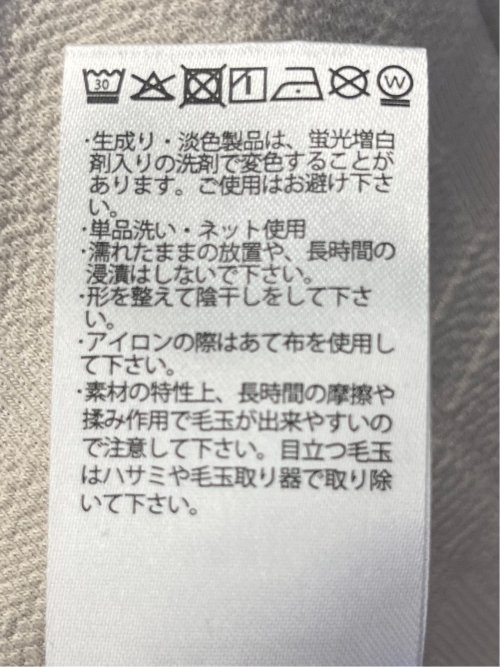 30 W
・生成り・淡色製品は、蛍光増白
剤入りの洗剤で変色することが
あります。ご使用はお避け下さ
い。
・単品洗い・ネット使用
・濡れたままの放置や、長時間の
浸漬はしないで下さい。
・形を整えて陰干しをして下さ
い。
・アイロンの際はあて布を使用し
て下さい。
・素材の特性上、長時間の摩擦や
揉み作用で毛玉が出来やすいの
で注意して下さい。目立つ毛玉
はハサミや毛玉取り器で取り除
いて下さい。